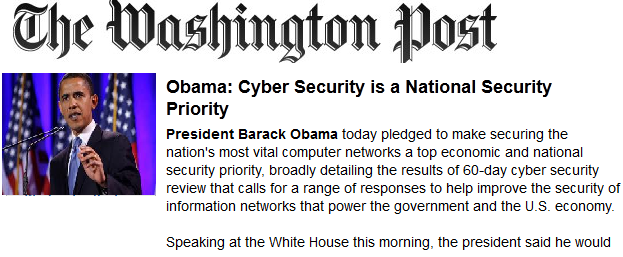 The Washington Post
Obama: Cyber Security is a National Security
Priority
President Barack Obama today pledged to make securing the
nation's most vital computer networks a top economic and national
security priority, broadly detailing the results of 60-day cyber security
review that calls for a range of responses to help improve the security of
information networks that power the government and the U.S. economy.
Speaking at the White House this morning, the president said he would